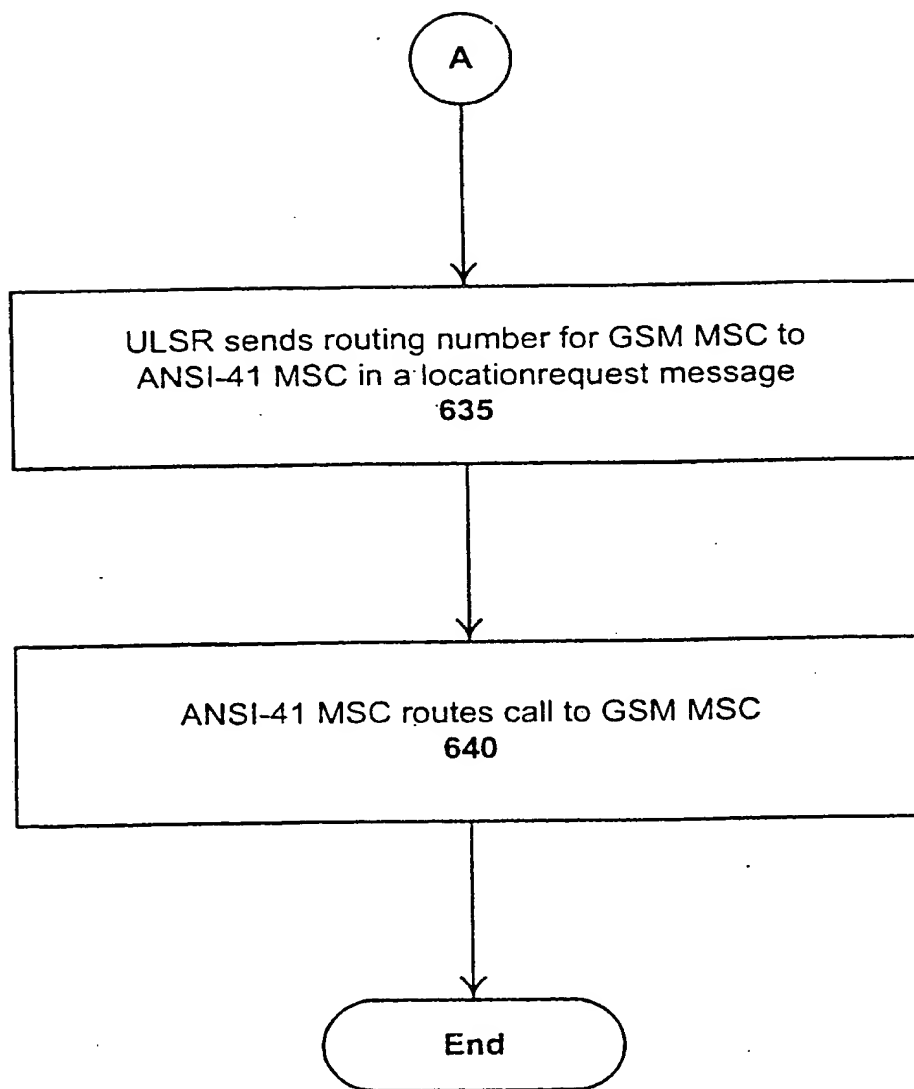 A
ULSR sends routing number for GSM MSC to
ANSI-41 MSC in a locationrequest message
635
ANSI-41 MSC routes call to GSM MSC
640
End